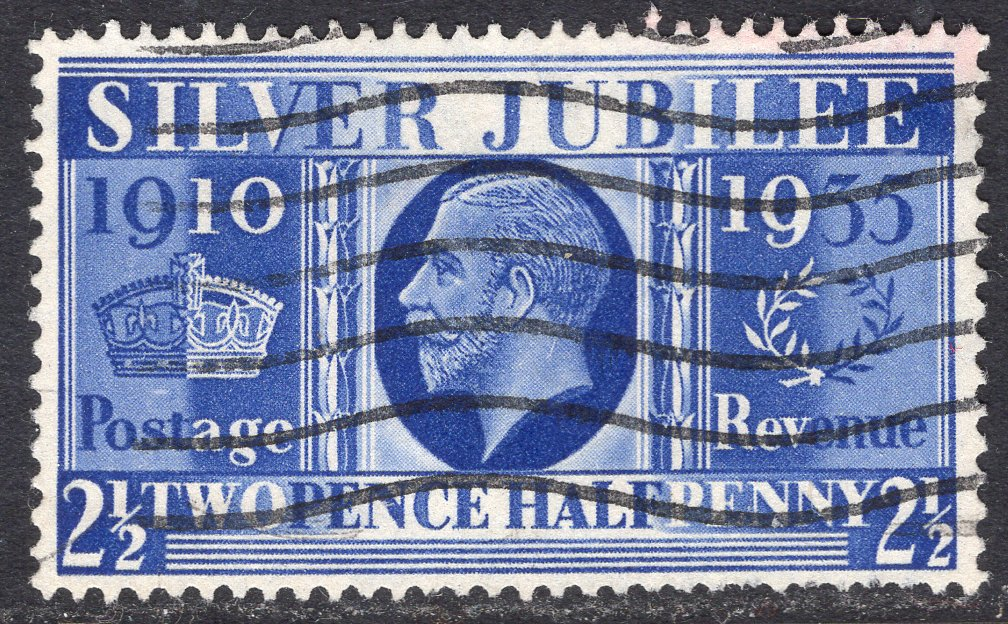 SILVER JUBILEE
1910 1935
Postage Revenue
2½ TWOPENCE HALFPENNY 2½